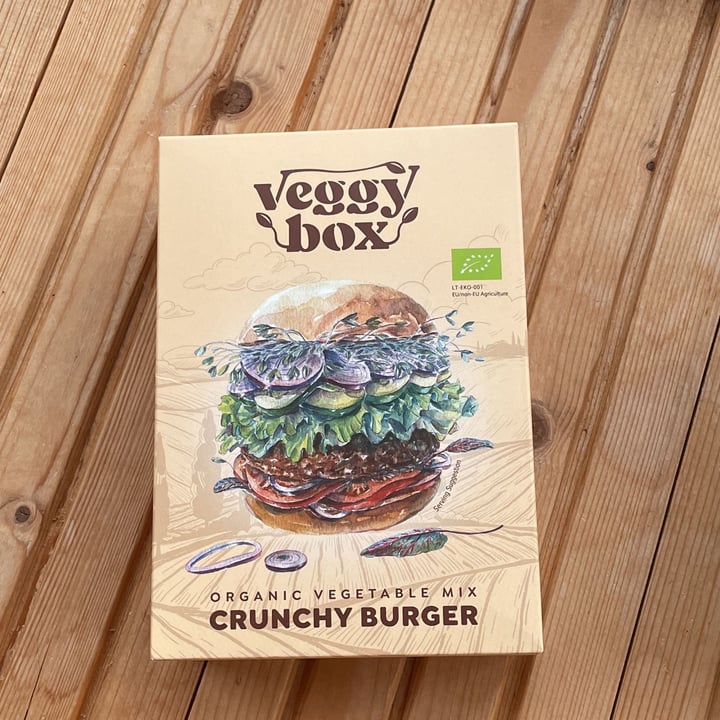 veggy
box
LT-EKO-001
EU/non-EU Agriculture
Serving Suggestion
ORGANIC VEGETABLE MIX
CRUNCHY BURGER